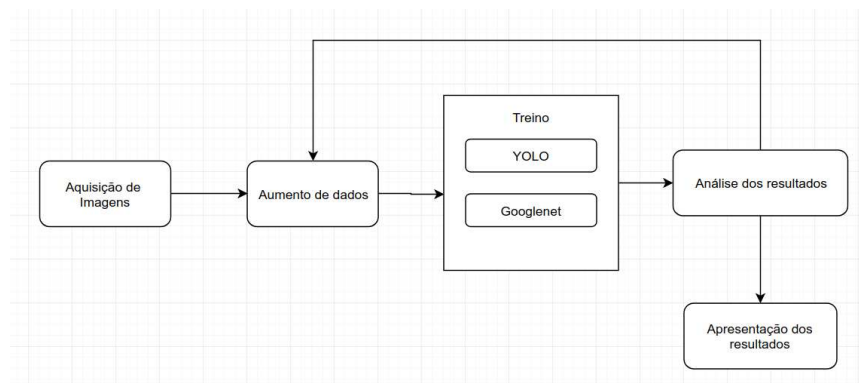 Aquisição de
Imagens
Aumento de dados
Treino
YOLO
Googlenet
Análise dos resultados
Apresentação dos
resultados